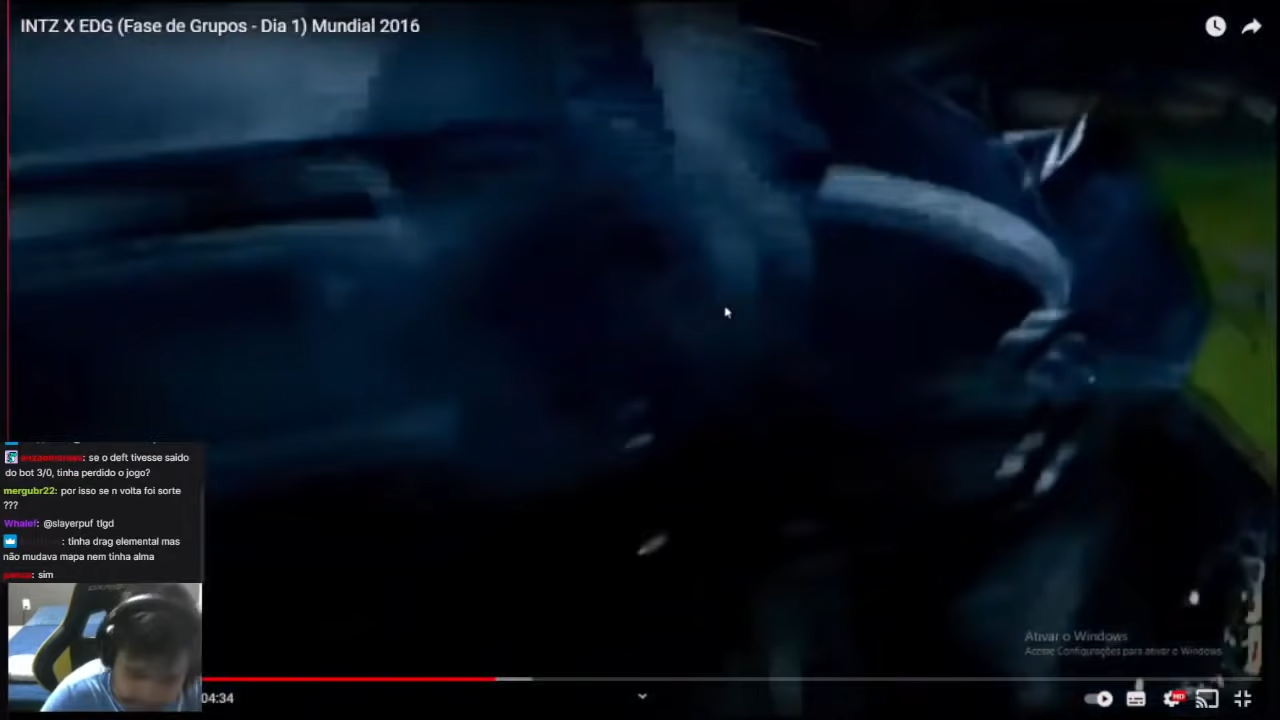 INTZ X EDG (Fase de Grupos - Dia 1) Mundial 2016
: se o deft tivesse saido
do bot 3/0, tinha perdido o jogo?
mergubr22: por isso se n volta foi sorte
???
Whalef: @slayerpuf tlgd
: tinha drag elemental mas
não mudava mapa nem tinha alma
: sim
Ativar o Windows
Acesse Configurações para ativar o Windows.
04:34
HD